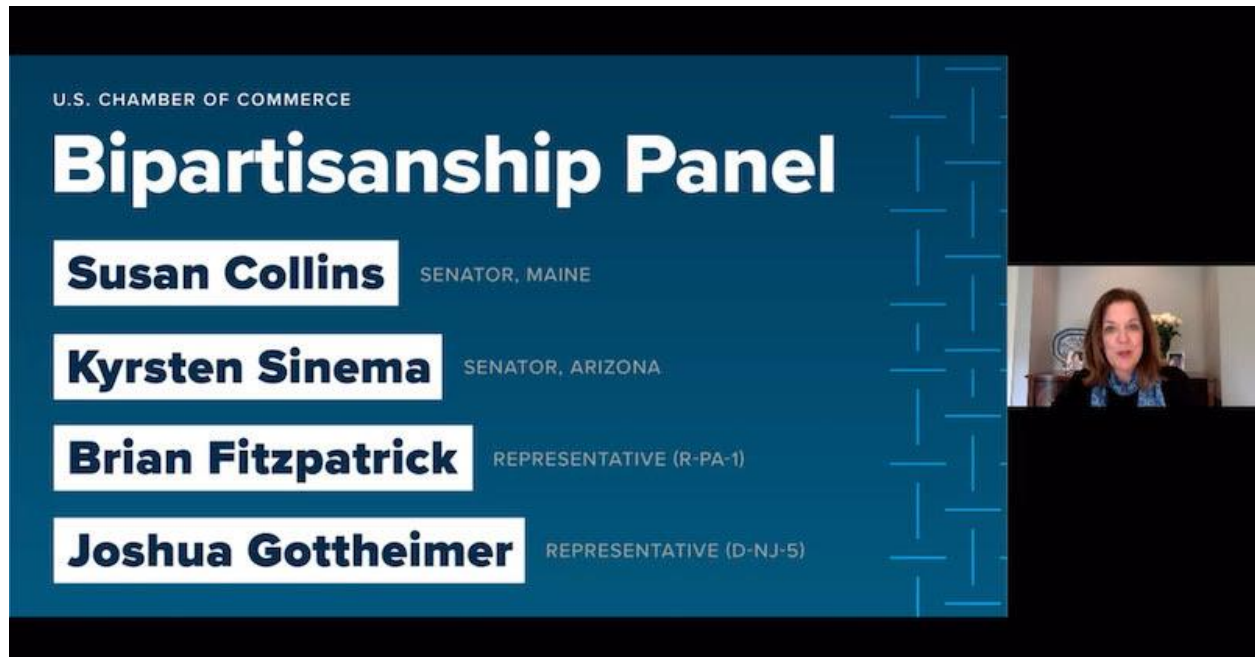 U.S. CHAMBER OF COMMERCE
Bipartisanship Panel
Susan Collins SENATOR, MAINE
Kyrsten Sinema SENATOR, ARIZONA
Brian Fitzpatrick REPRESENTATIVE (R-PA-1)
Joshua Gottheimer REPRESENTATIVE (D-NJ-5)